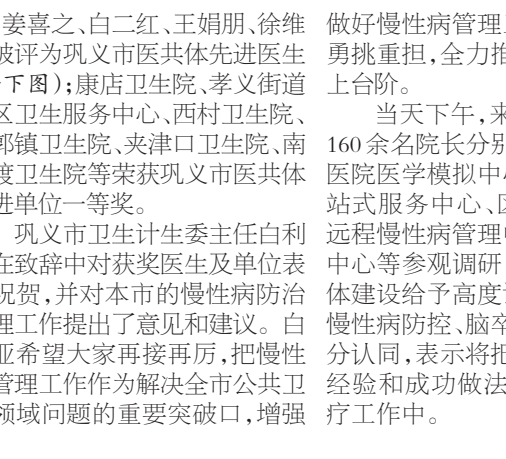 姜喜之、白二红、王娟朋、徐维
被评为巩义市医共体先进医生
下图);康店卫生院、孝义街道
区卫生服务中心、西村卫生院、
郭镇卫生院、夹津口卫生院、南
渡卫生院等荣获巩义市医共体
进单位一等奖。
巩义市卫生计生委主任白利
在致辞中对获奖医生及单位表
祝贺,并对本市的慢性病防治
理工作提出了意见和建议。白
亚希望大家再接再厉,把慢性
管理工作作为解决全市公共卫
领域问题的重要突破口,增强
做好慢性病管理
勇挑重担,全力推
上台阶。
当天下午,来
160余名院长分别
医院医学模拟中心
站式服务中心、区
远程慢性病管理中
中心等参观调研
体建设给予高度
慢性病防控、脑卒
分认同,表示将把
经验和成功做法
疗工作中。